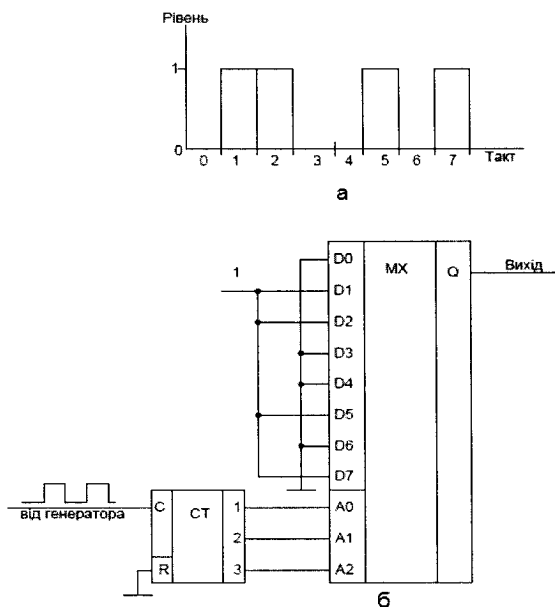 Рівень
1
0
0 1 2 3 4 5 6 7 Такт
а
D0 MX Q Вихід
1 D1
D2
D3
D4
D5
D6
D7
від генератора
C CT 1 A0
2 A1
R 3 A2
б